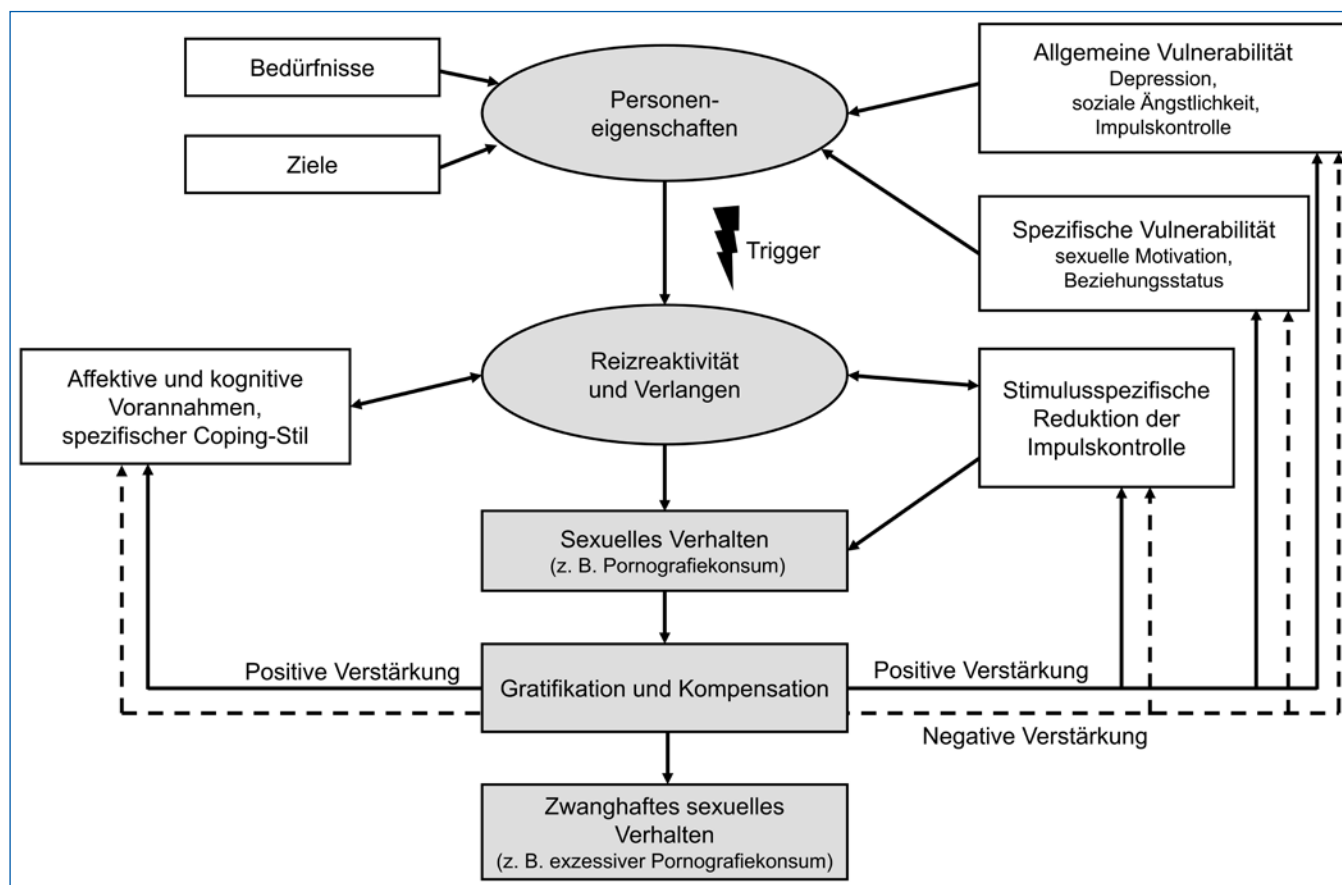 Bedürfnisse
Ziele
Personen-
eigenschaften
Allgemeine Vulnerabilität
Depression,
soziale Ängstlichkeit,
Impulskontrolle
Spezifische Vulnerabilität
sexuelle Motivation,
Beziehungsstatus
Trigger
Affektive und kognitive
Vorannahmen,
spezifischer Coping-Stil
Reizreaktivität
und Verlangen
Stimulusspezifische
Reduktion der
Impulskontrolle
Sexuelles Verhalten
(z. B. Pornografiekonsum)
Positive Verstärkung
Gratifikation und Kompensation
Positive Verstärkung
Negative Verstärkung
Zwanghaftes sexuelles
Verhalten
(z. B. exzessiver Pornografiekonsum)